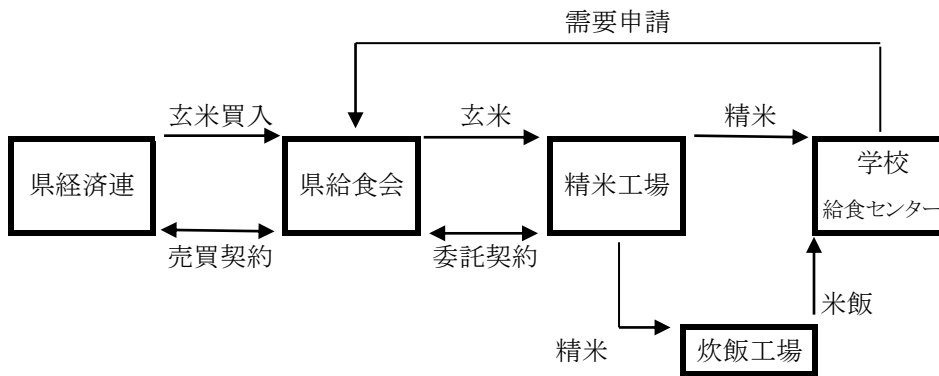 需要申請
玄米買入
玄米
精米
県経済連
県給食会
精米工場
学校
給食センター
売買契約
委託契約
米飯
精米
炊飯工場